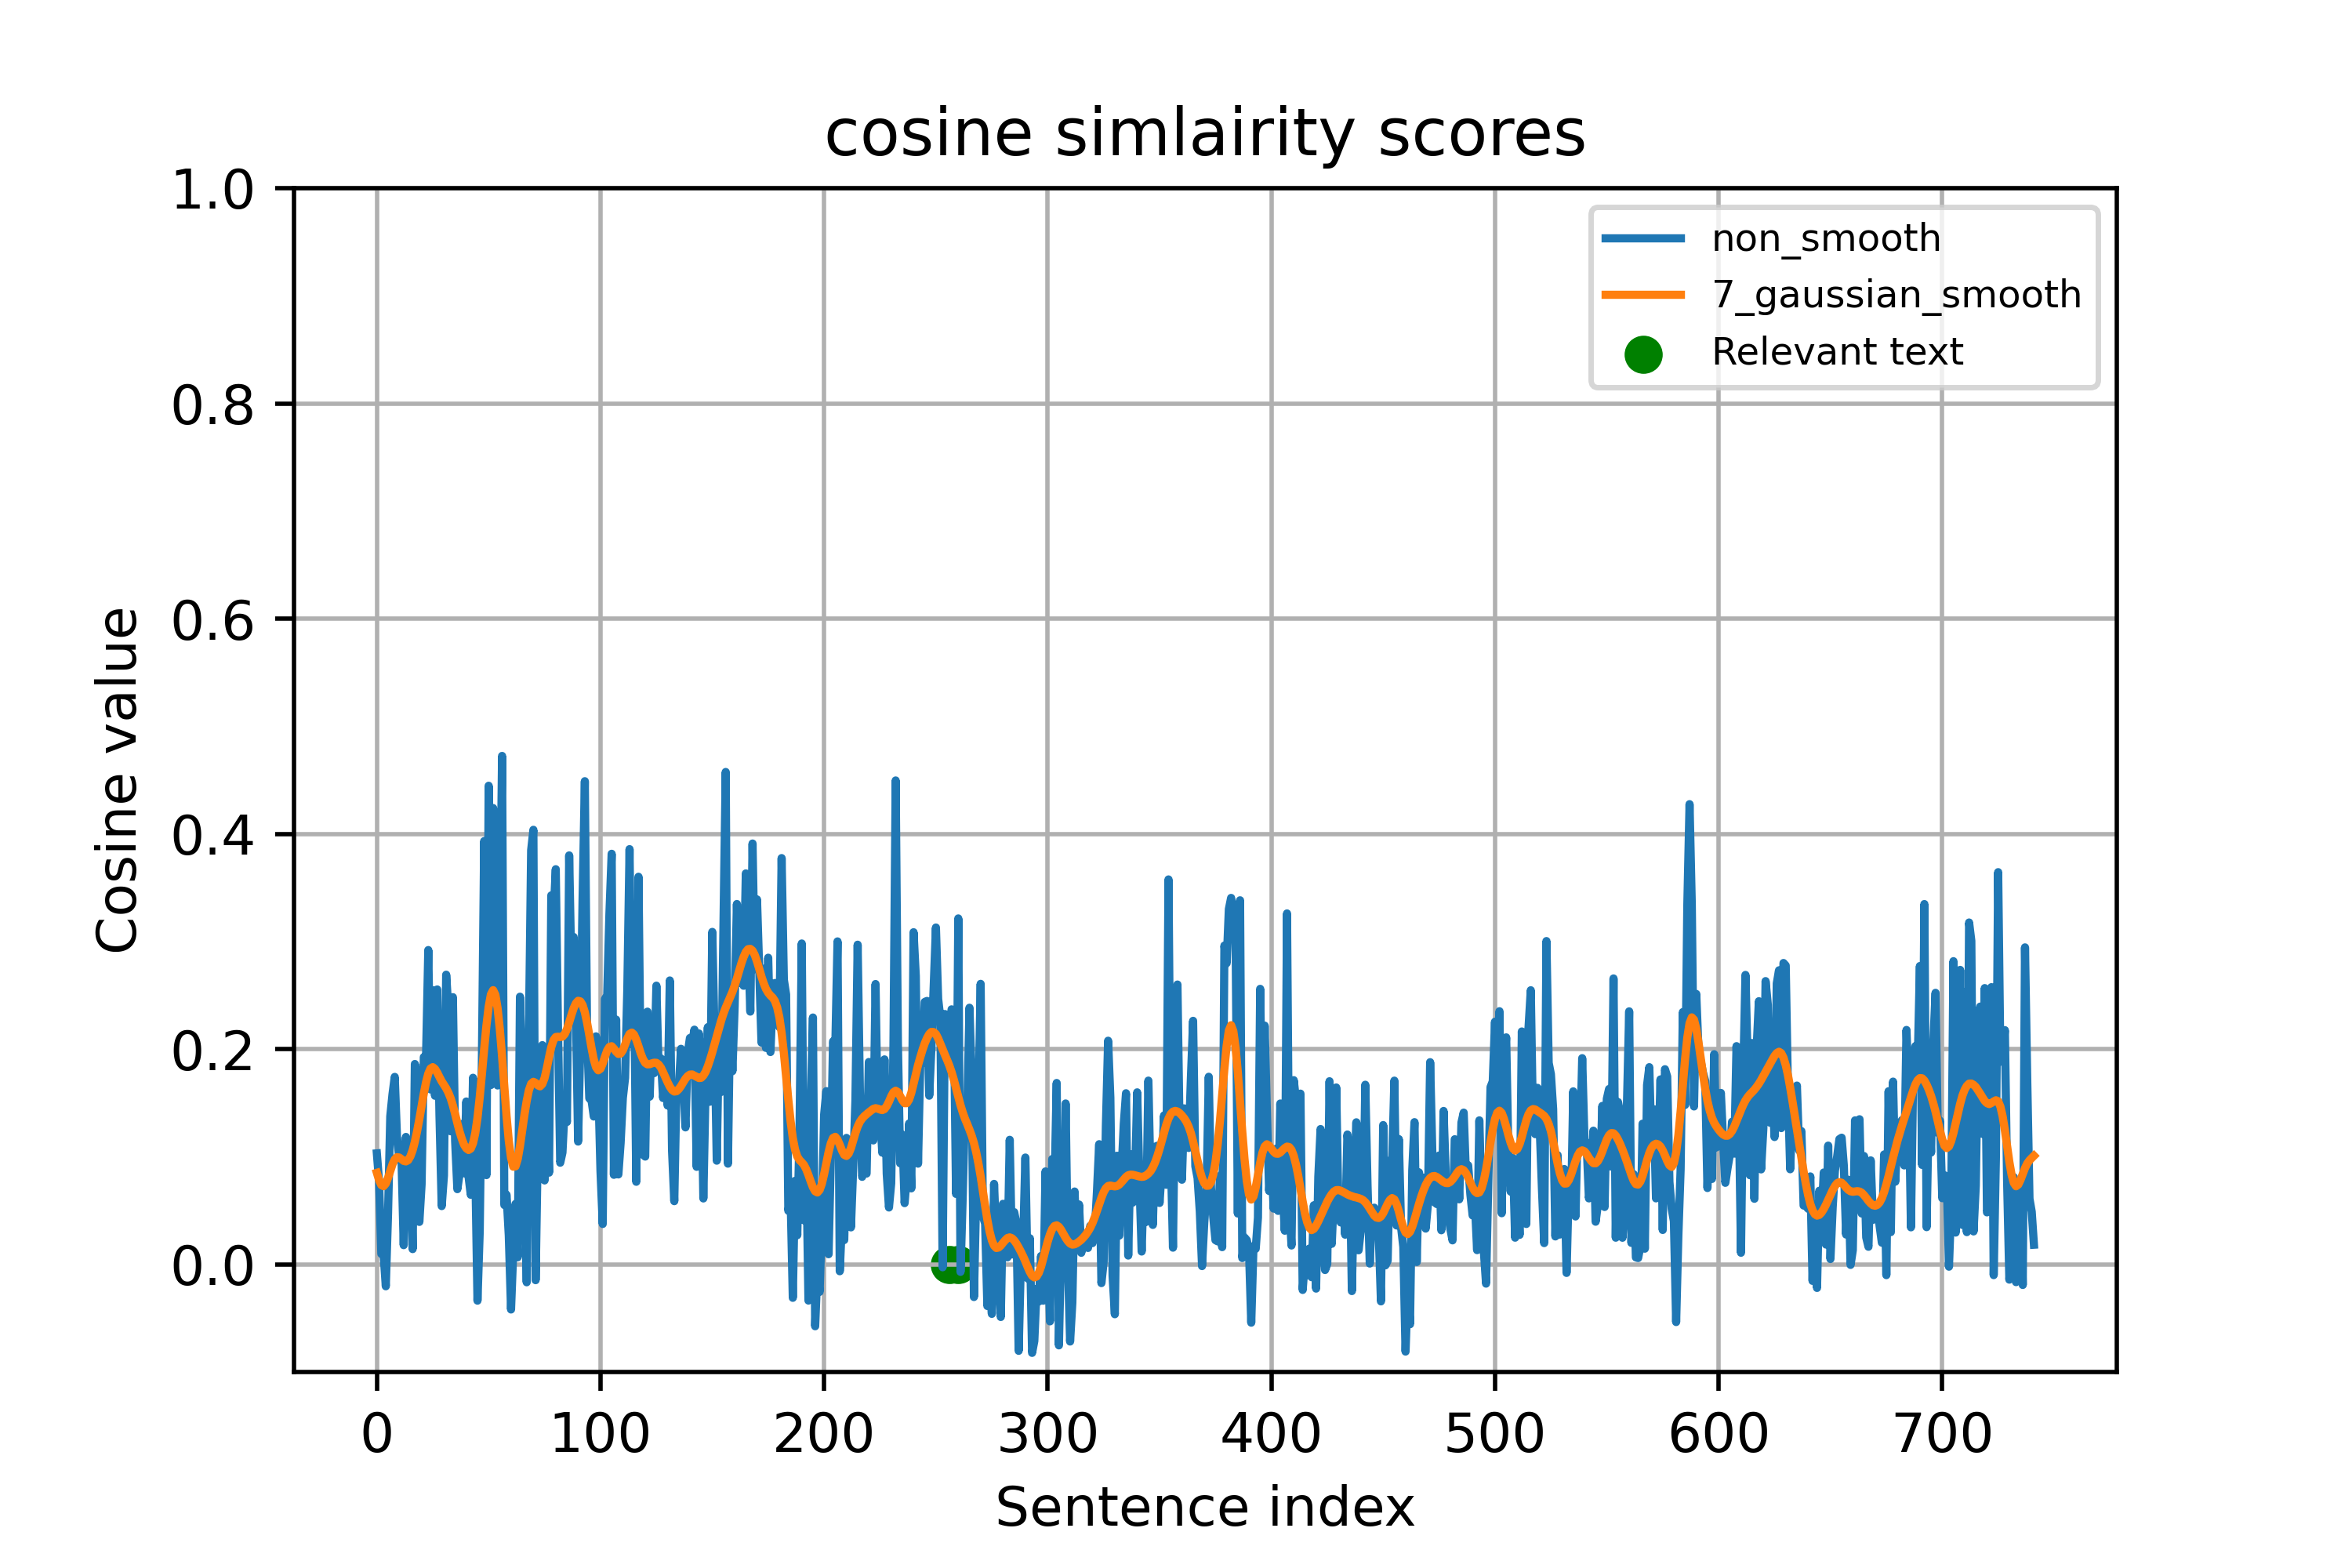 cosine simlairity scores
1.0
0.8
0.6
0.4
0.2
0.0
Cosine value
non_smooth
7_gaussian_smooth
Relevant text
0 100 200 300 400 500 600 700
Sentence index